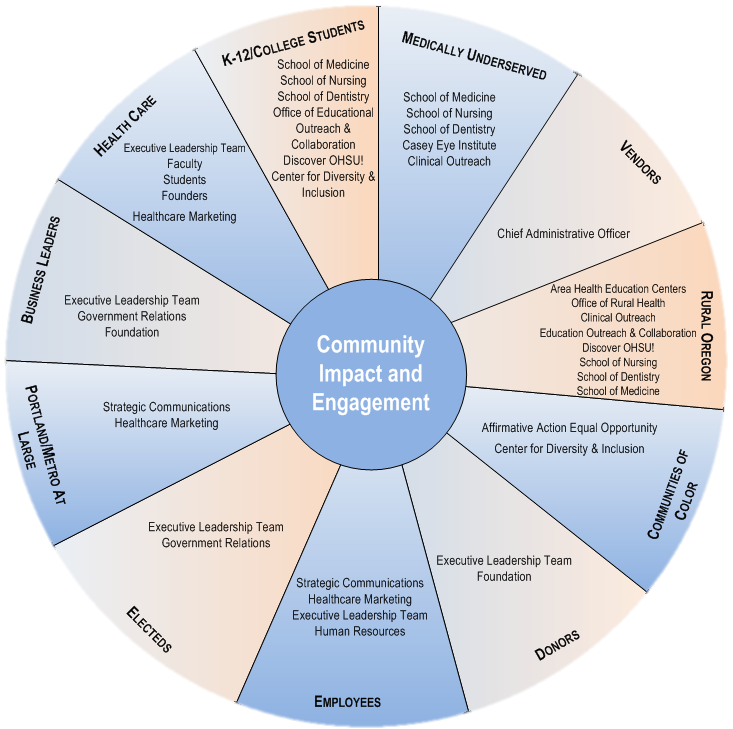 K-12/COLLEGE STUDENTS
School of Medicine
School of Nursing
School of Dentistry
Office of Educational
Outreach &
Collaboration
Discover OHSU!
Center for Diversity &
Inclusion
MEDICALLY UNDERSERVED
School of Medicine
School of Nursing
School of Dentistry
Casey Eye Institute
Clinical Outreach
VENDORS
Chief Administrative Officer
RURAL OREGON
Area Health Education Centers
Office of Rural Health
Clinical Outreach
Education Outreach & Collaboration
Discover OHSU!
School of Nursing
School of Dentistry
School of Medicine
COMMUNITIES OF
COLOR
Affirmative Action Equal Opportunity
Center for Diversity & Inclusion
DONORS
Executive Leadership Team
Foundation
EMPLOYEES
Strategic Communications
Healthcare Marketing
Executive Leadership Team
Human Resources
ELECTEDS
Executive Leadership Team
Government Relations
PORTLAND/METRO AT
LARGE
Strategic Communications
Healthcare Marketing
BUSINESS LEADERS
Executive Leadership Team
Government Relations
Foundation
HEALTH CARE
Executive Leadership Team
Faculty
Students
Founders
Healthcare Marketing
Community
Impact and
Engagement